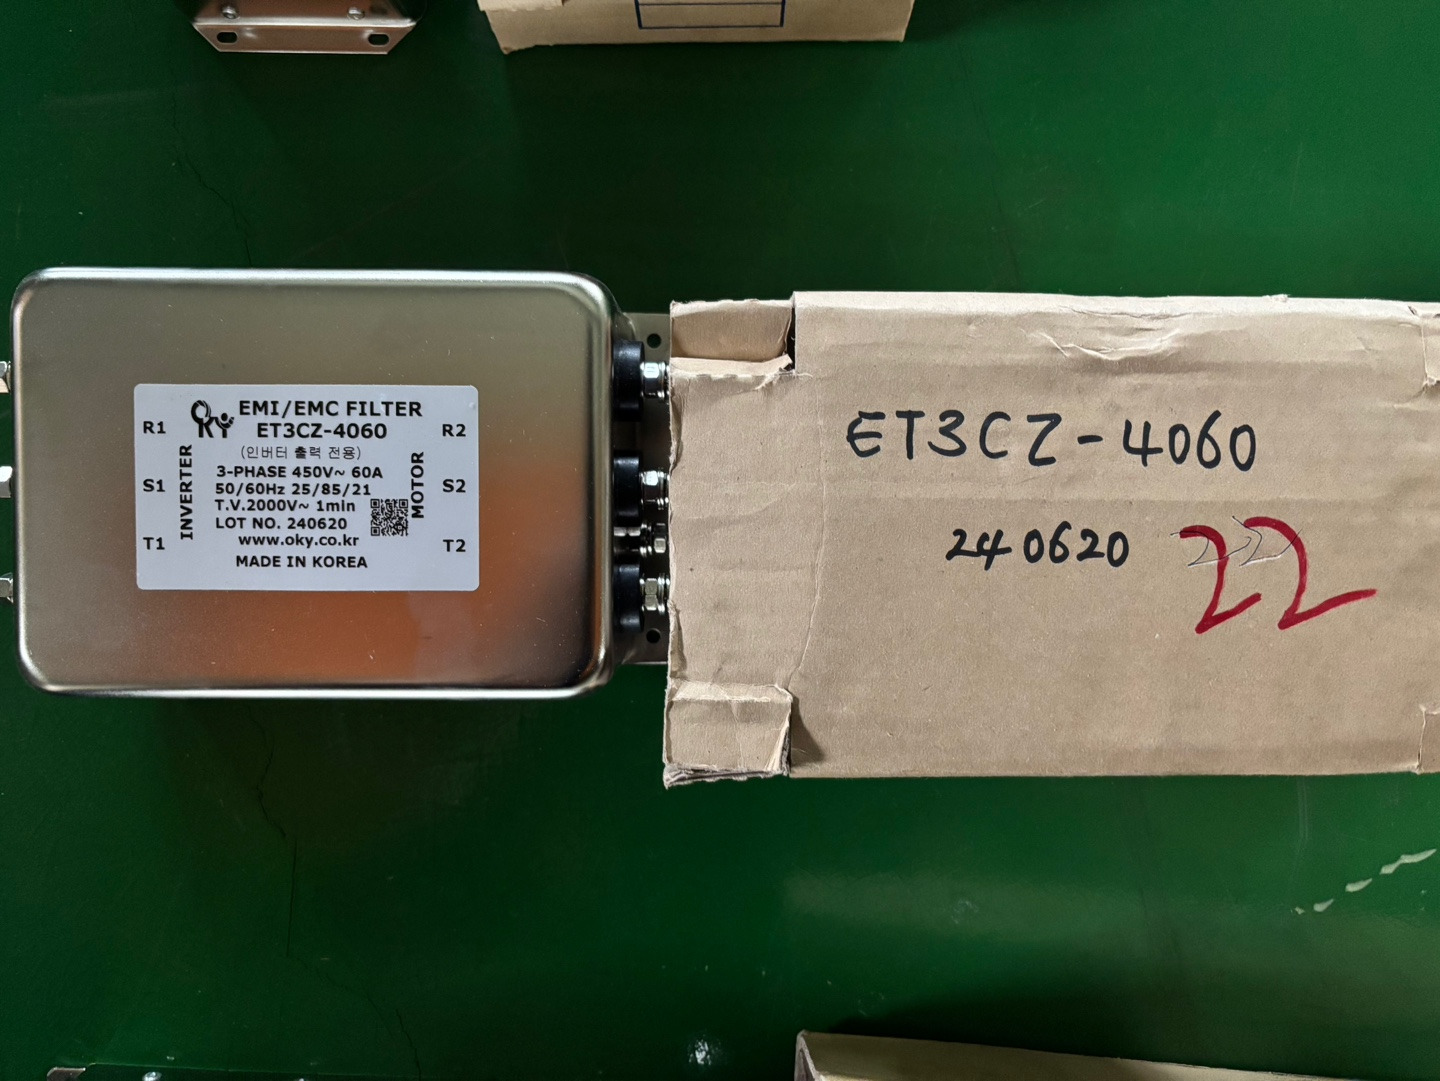 OKY EMI/EMC FILTER
ET3CZ-4060
(인버터 출력 전용)
3-PHASE 450V~ 60A
50/60Hz 25/85/21
T.V.2000V~ 1min
LOT NO. 240620
www.oky.co.kr
MADE IN KOREA
R1
S1
T1
INVERTER
MOTOR
R2
S2
T2
ET3CZ-4060
240620
22
22